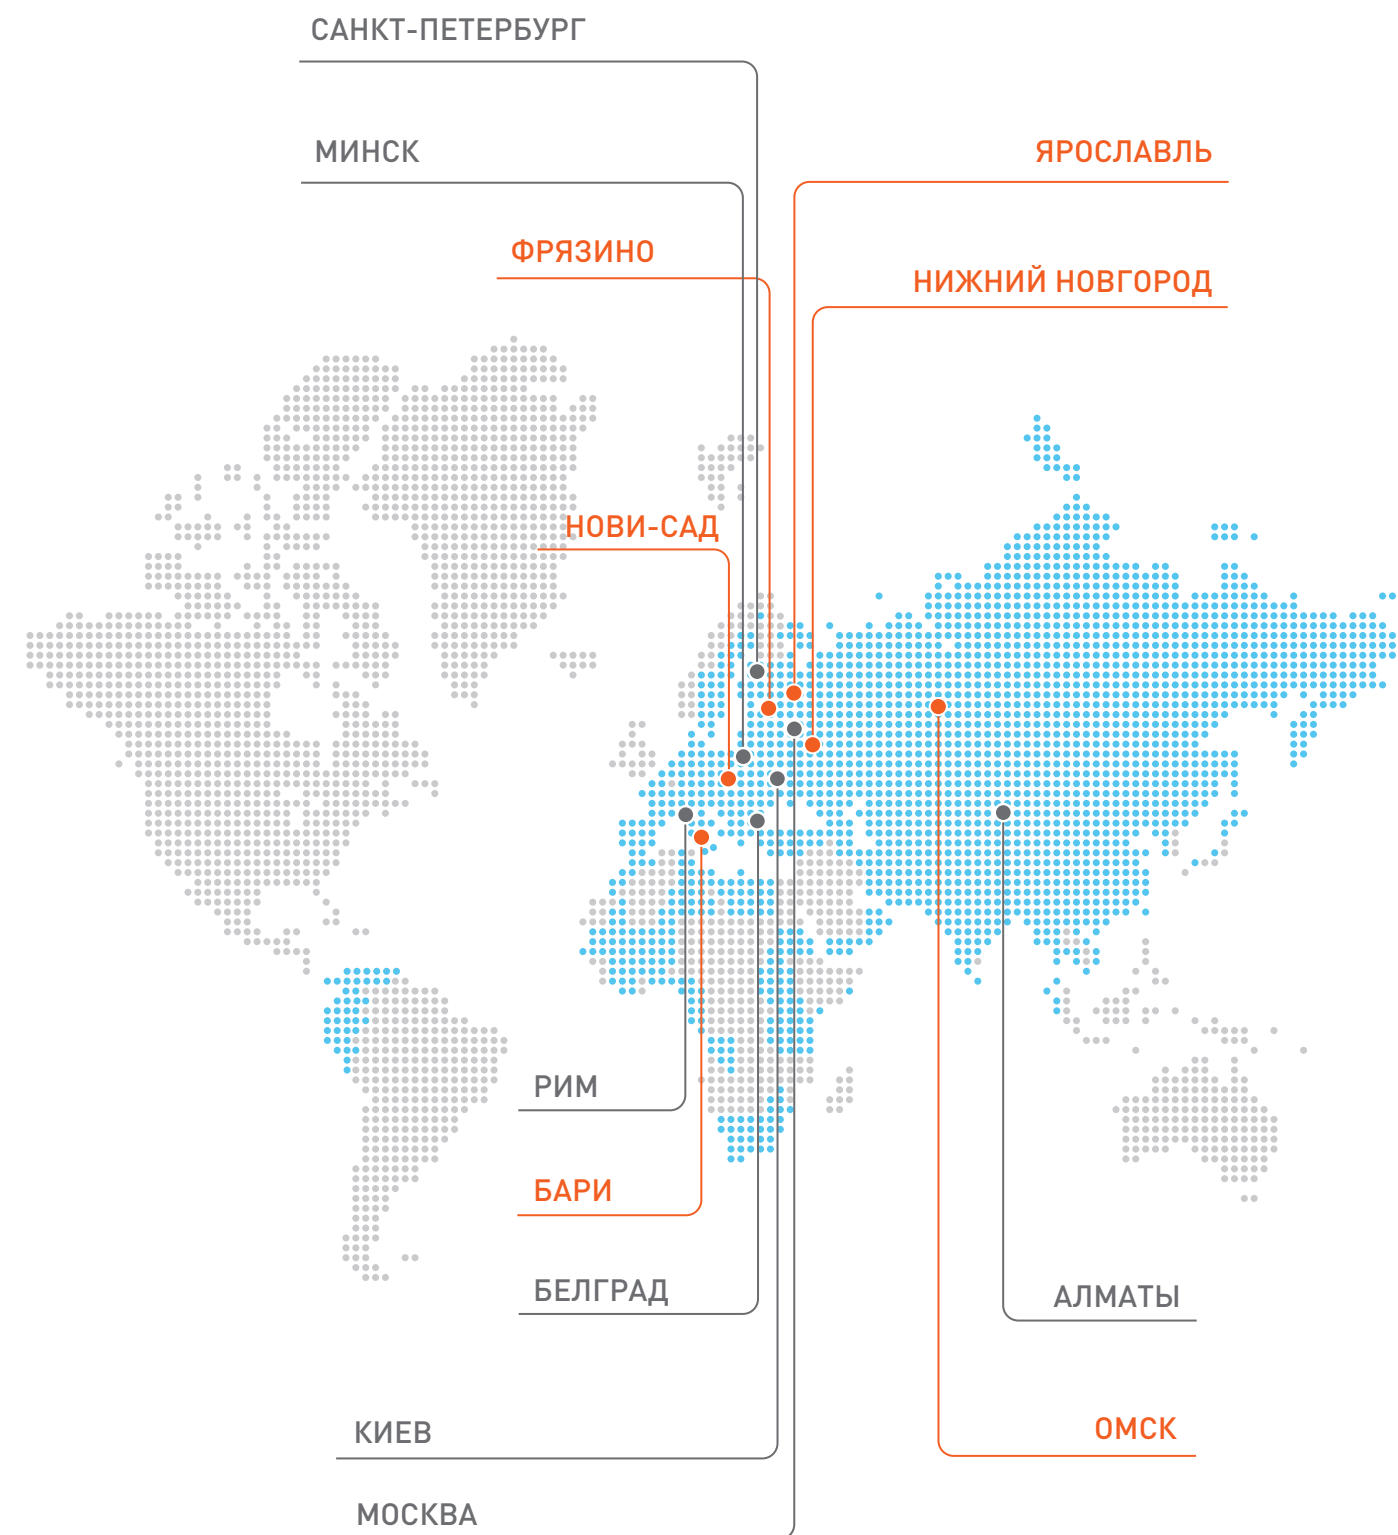 САНКТ-ПЕТЕРБУРГ
МИНСК
ЯРОСЛАВЛЬ
ФРЯЗИНО
НИЖНИЙ НОВГОРОД
НОВИ-САД
РИМ
БАРИ
БЕЛГРАД
АЛМАТЫ
КИЕВ
ОМСК
МОСКВА